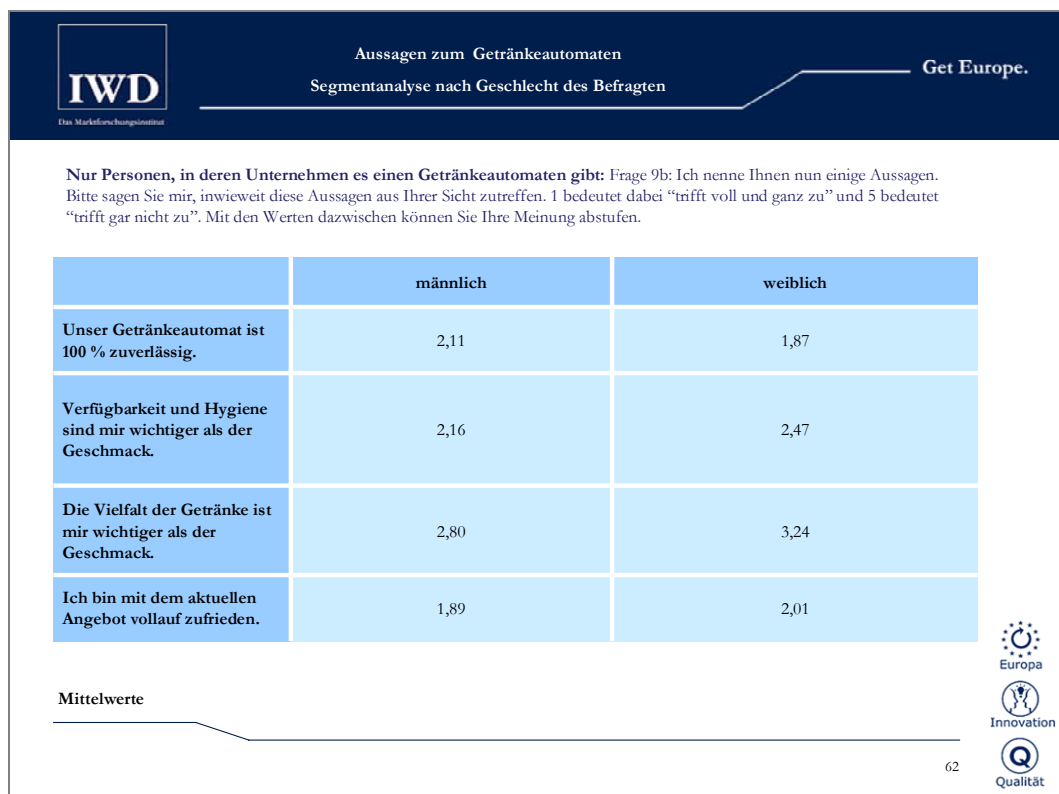 IWD
Das Marktforschungsinstitut
Aussagen zum Getränkeautomaten
Segmentanalyse nach Geschlecht des Befragten
Get Europe.
Nur Personen, in deren Unternehmen es einen Getränkeautomaten gibt: Frage 9b: Ich nenne Ihnen nun einige Aussagen.
Bitte sagen Sie mir, inwieweit diese Aussagen aus Ihrer Sicht zutreffen. 1 bedeutet dabei “trifft voll und ganz zu” und 5 bedeutet
“trifft gar nicht zu”. Mit den Werten dazwischen können Sie Ihre Meinung abstufen.
männlich weiblich
Unser Getränkeautomat ist
100 % zuverlässig.
2,11 1,87
Verfügbarkeit und Hygiene
sind mir wichtiger als der
Geschmack.
2,16 2,47
Die Vielfalt der Getränke ist
mir wichtiger als der
Geschmack.
2,80 3,24
Ich bin mit dem aktuellen
Angebot vollauf zufrieden.
1,89 2,01
Mittelwerte
Europa
Innovation
Q
Qualität
62